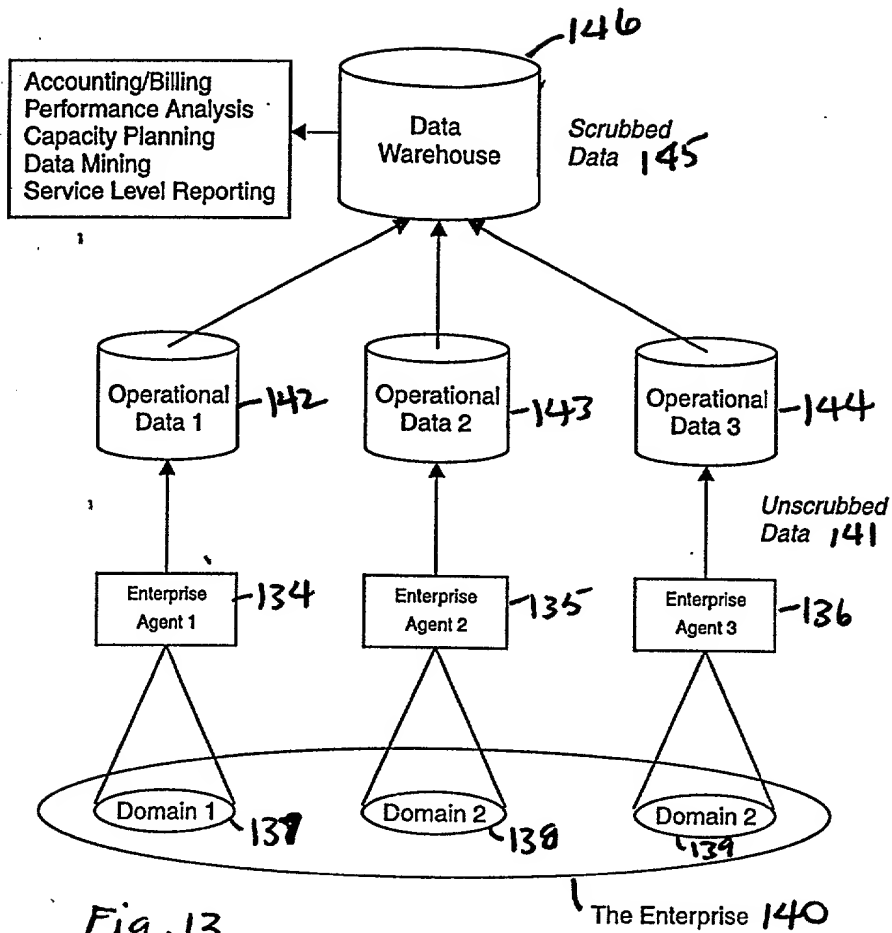 146
Accounting/Billing
Performance Analysis
Capacity Planning
Data Mining
Service Level Reporting
Data
Warehouse
Scrubbed
Data 145
Operational
Data 1
142
Operational
Data 2
143
Operational
Data 3
144
Unscrubbed
Data 141
Enterprise
Agent 1
134
Enterprise
Agent 2
135
Enterprise
Agent 3
136
Domain 1
137
Domain 2
138
Domain 2
139
The Enterprise 140
Fig. 13